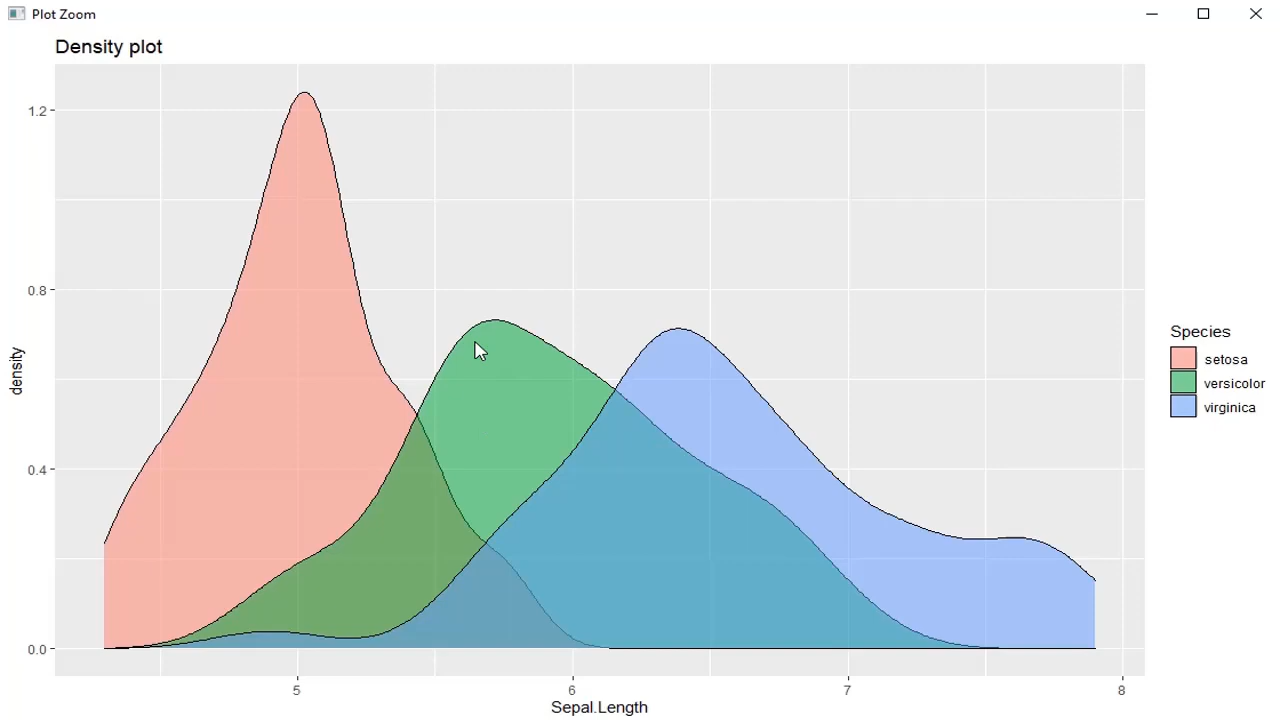 Plot Zoom
Density plot
1.2
0.8
0.4
0.0
density
5 6 7 8
Sepal.Length
Species
setosa
versicolor
virginica